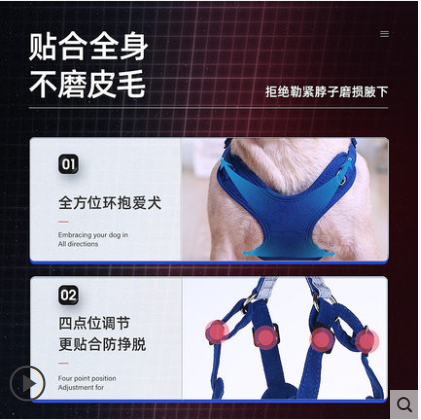 贴合全身
不磨皮毛
拒绝勒紧脖子磨损腋下
01
全方位环抱爱犬
Embracing your dog in
All directions
02
四点位调节
更贴合防挣脱
Four point position
Adjustment for